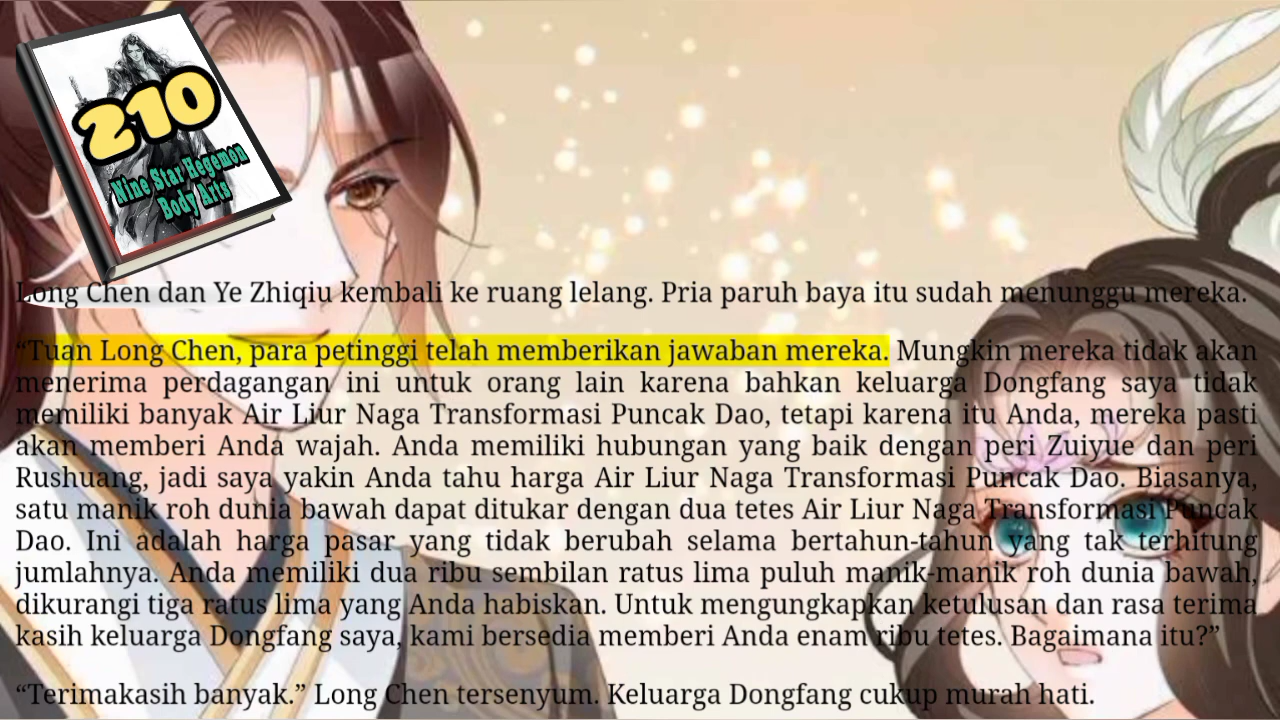 210
Nine Star Hegemon
Body Arts
Long Chen dan Ye Zhiqiu kembali ke ruang lelang. Pria paruh baya itu sudah menunggu mereka.
“Tuan Long Chen, para petinggi telah memberikan jawaban mereka. Mungkin mereka tidak akan
menerima perdagangan ini untuk orang lain karena bahkan keluarga Dongfang saya tidak
memiliki banyak Air Liur Naga Transformasi Puncak Dao, tetapi karena itu Anda, mereka pasti
akan memberi Anda wajah. Anda memiliki hubungan yang baik dengan peri Zuiyue dan peri
Rushuang, jadi saya yakin Anda tahu harga Air Liur Naga Transformasi Puncak Dao. Biasanya,
satu manik roh dunia bawah dapat ditukar dengan dua tetes Air Liur Naga Transformasi Puncak
Dao. Ini adalah harga pasar yang tidak berubah selama bertahun-tahun yang tak terhitung
jumlahnya. Anda memiliki dua ribu sembilan ratus lima puluh manik-manik roh dunia bawah,
dikurangi tiga ratus lima yang Anda habiskan. Untuk mengungkapkan ketulusan dan rasa terima
kasih keluarga Dongfang saya, kami bersedia memberi Anda enam ribu tetes. Bagaimana itu?”
“Terimakasih banyak.” Long Chen tersenyum. Keluarga Dongfang cukup murah hati.